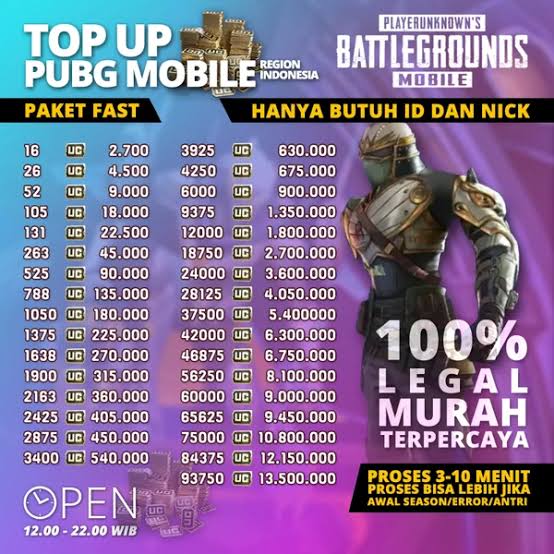 TOP UP
PUBG MOBILE
REGION
INDONESIA
PLAYERUNKNOWN'S
BATTLEGROUNDS
MOBILE
PAKET FAST
HANYA BUTUH ID DAN NICK
16 UC 2.700
26 UC 4.500
52 UC 9.000
105 UC 18.000
131 UC 22.500
263 UC 45.000
525 UC 90.000
788 UC 135.000
1050 UC 180.000
1375 UC 225.000
1638 UC 270.000
1900 UC 315.000
2163 UC 360.000
2425 UC 405.000
2875 UC 450.000
3400 UC 540.000
3925 UC 630.000
4250 UC 675.000
6000 UC 900.000
9375 UC 1.350.000
12000 UC 1.800.000
18750 UC 2.700.000
24000 UC 3.600.000
28125 UC 4.050.000
37500 UC 5.400000
42000 UC 6.300.000
46875 UC 6.750.000
56250 UC 8.100.000
60000 UC 9.000.000
65625 UC 9.450.000
75000 UC 10.800.000
84375 UC 12.150.000
93750 UC 13.500.000
100%
LEGAL
MURAH
TERPERCAYA
OPEN
12.00 - 22.00 WIB
PROSES 3-10 MENIT
PROSES BISA LEBIH JIKA
AWAL SEASON/ERROR/ANTRI